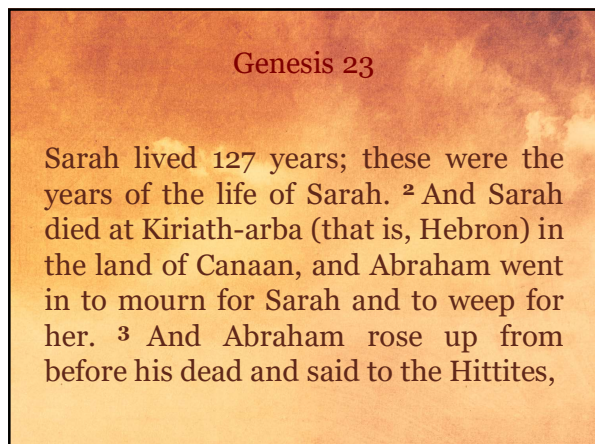 Genesis 23
Sarah lived 127 years; these were the
years of the life of Sarah. 2 And Sarah
died at Kiriath-arba (that is, Hebron) in
the land of Canaan, and Abraham went
in to mourn for Sarah and to weep for
her. 3 And Abraham rose up from
before his dead and said to the Hittites,